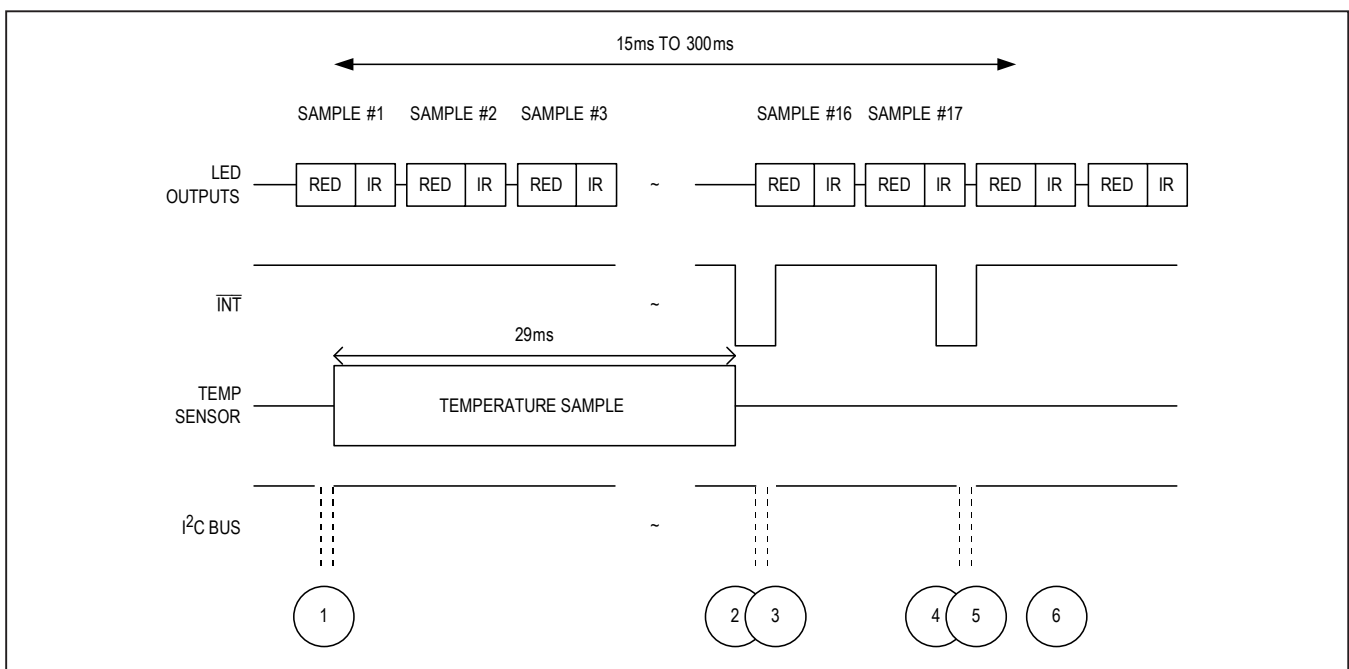 15ms TO 300ms
SAMPLE #1 SAMPLE #2 SAMPLE #3 SAMPLE #16 SAMPLE #17
LED
OUTPUTS
RED IR RED IR RED IR ~ RED IR RED IR RED IR RED IR
INT ~
29ms
TEMP
SENSOR
TEMPERATURE SAMPLE
I²C BUS ~
1 2 3 4 5 6